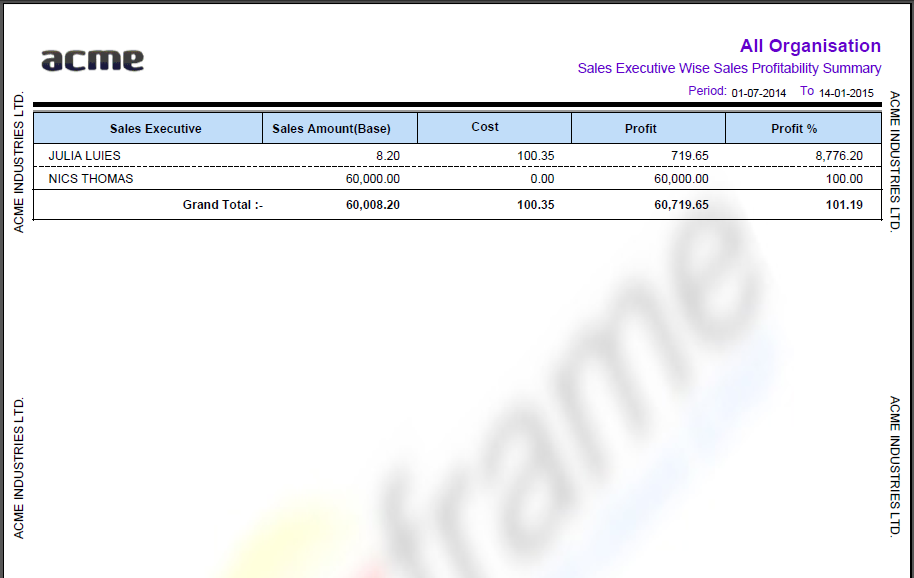 acme
All Organisation
Sales Executive Wise Sales Profitability Summary
Period: 01-07-2014 To 14-01-2015
ACME INDUSTRIES LTD.
ACME INDUSTRIES LTD.
Sales Executive Sales Amount(Base) Cost Profit Profit %
JULIA LUIES 8.20 100.35 719.65 8,776.20
NICS THOMAS 60,000.00 0.00 60,000.00 100.00
Grand Total :- 60,008.20 100.35 60,719.65 101.19
frame
ACME INDUSTRIES LTD.
ACME INDUSTRIES LTD.